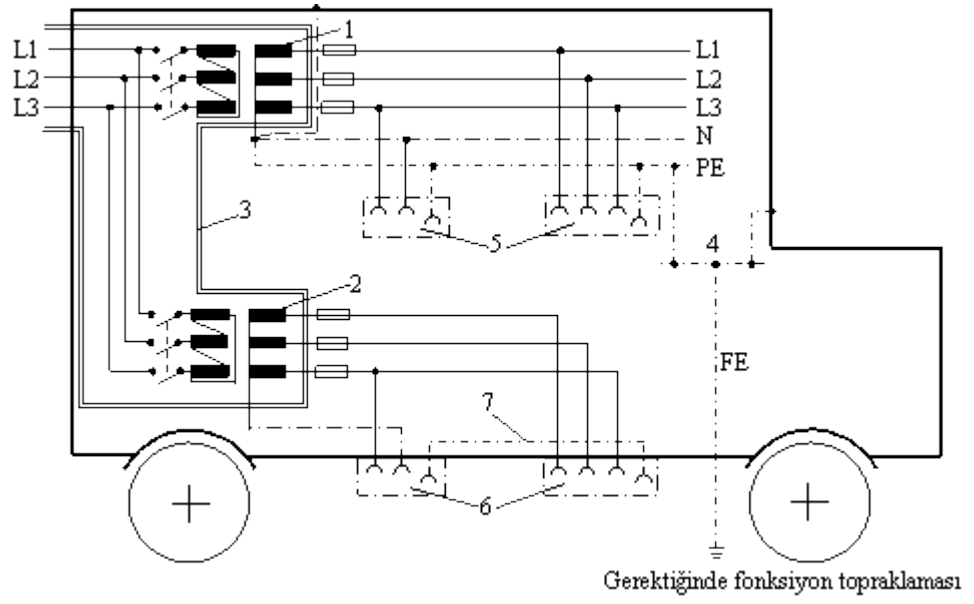 1
L1
L1
L2
L2
L3
L3
N
PE
3
5
4
2
FE
7
6
Gerektiğinde fonksiyon topraklaması